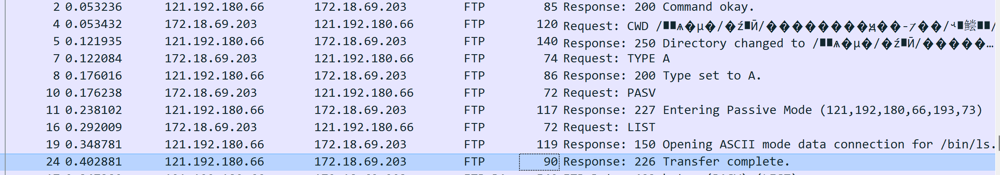 2 0.053236 121.192.180.66 172.18.69.203 FTP 85 Response: 200 Command okay.
4 0.053432 172.18.69.203 121.192.180.66 FTP 120 Request: CWD /
5 0.121935 121.192.180.66 172.18.69.203 FTP 140 Response: 250 Directory changed to /
7 0.122084 172.18.69.203 121.192.180.66 FTP 74 Request: TYPE A
8 0.176016 121.192.180.66 172.18.69.203 FTP 86 Response: 200 Type set to A.
10 0.176238 172.18.69.203 121.192.180.66 FTP 72 Request: PASV
11 0.238102 121.192.180.66 172.18.69.203 FTP 117 Response: 227 Entering Passive Mode (121,192,180,66,193,73)
16 0.292009 172.18.69.203 121.192.180.66 FTP 72 Request: LIST
19 0.348781 121.192.180.66 172.18.69.203 FTP 119 Response: 150 Opening ASCII mode data connection for /bin/ls.
24 0.402881 121.192.180.66 172.18.69.203 FTP 90 Response: 226 Transfer complete.